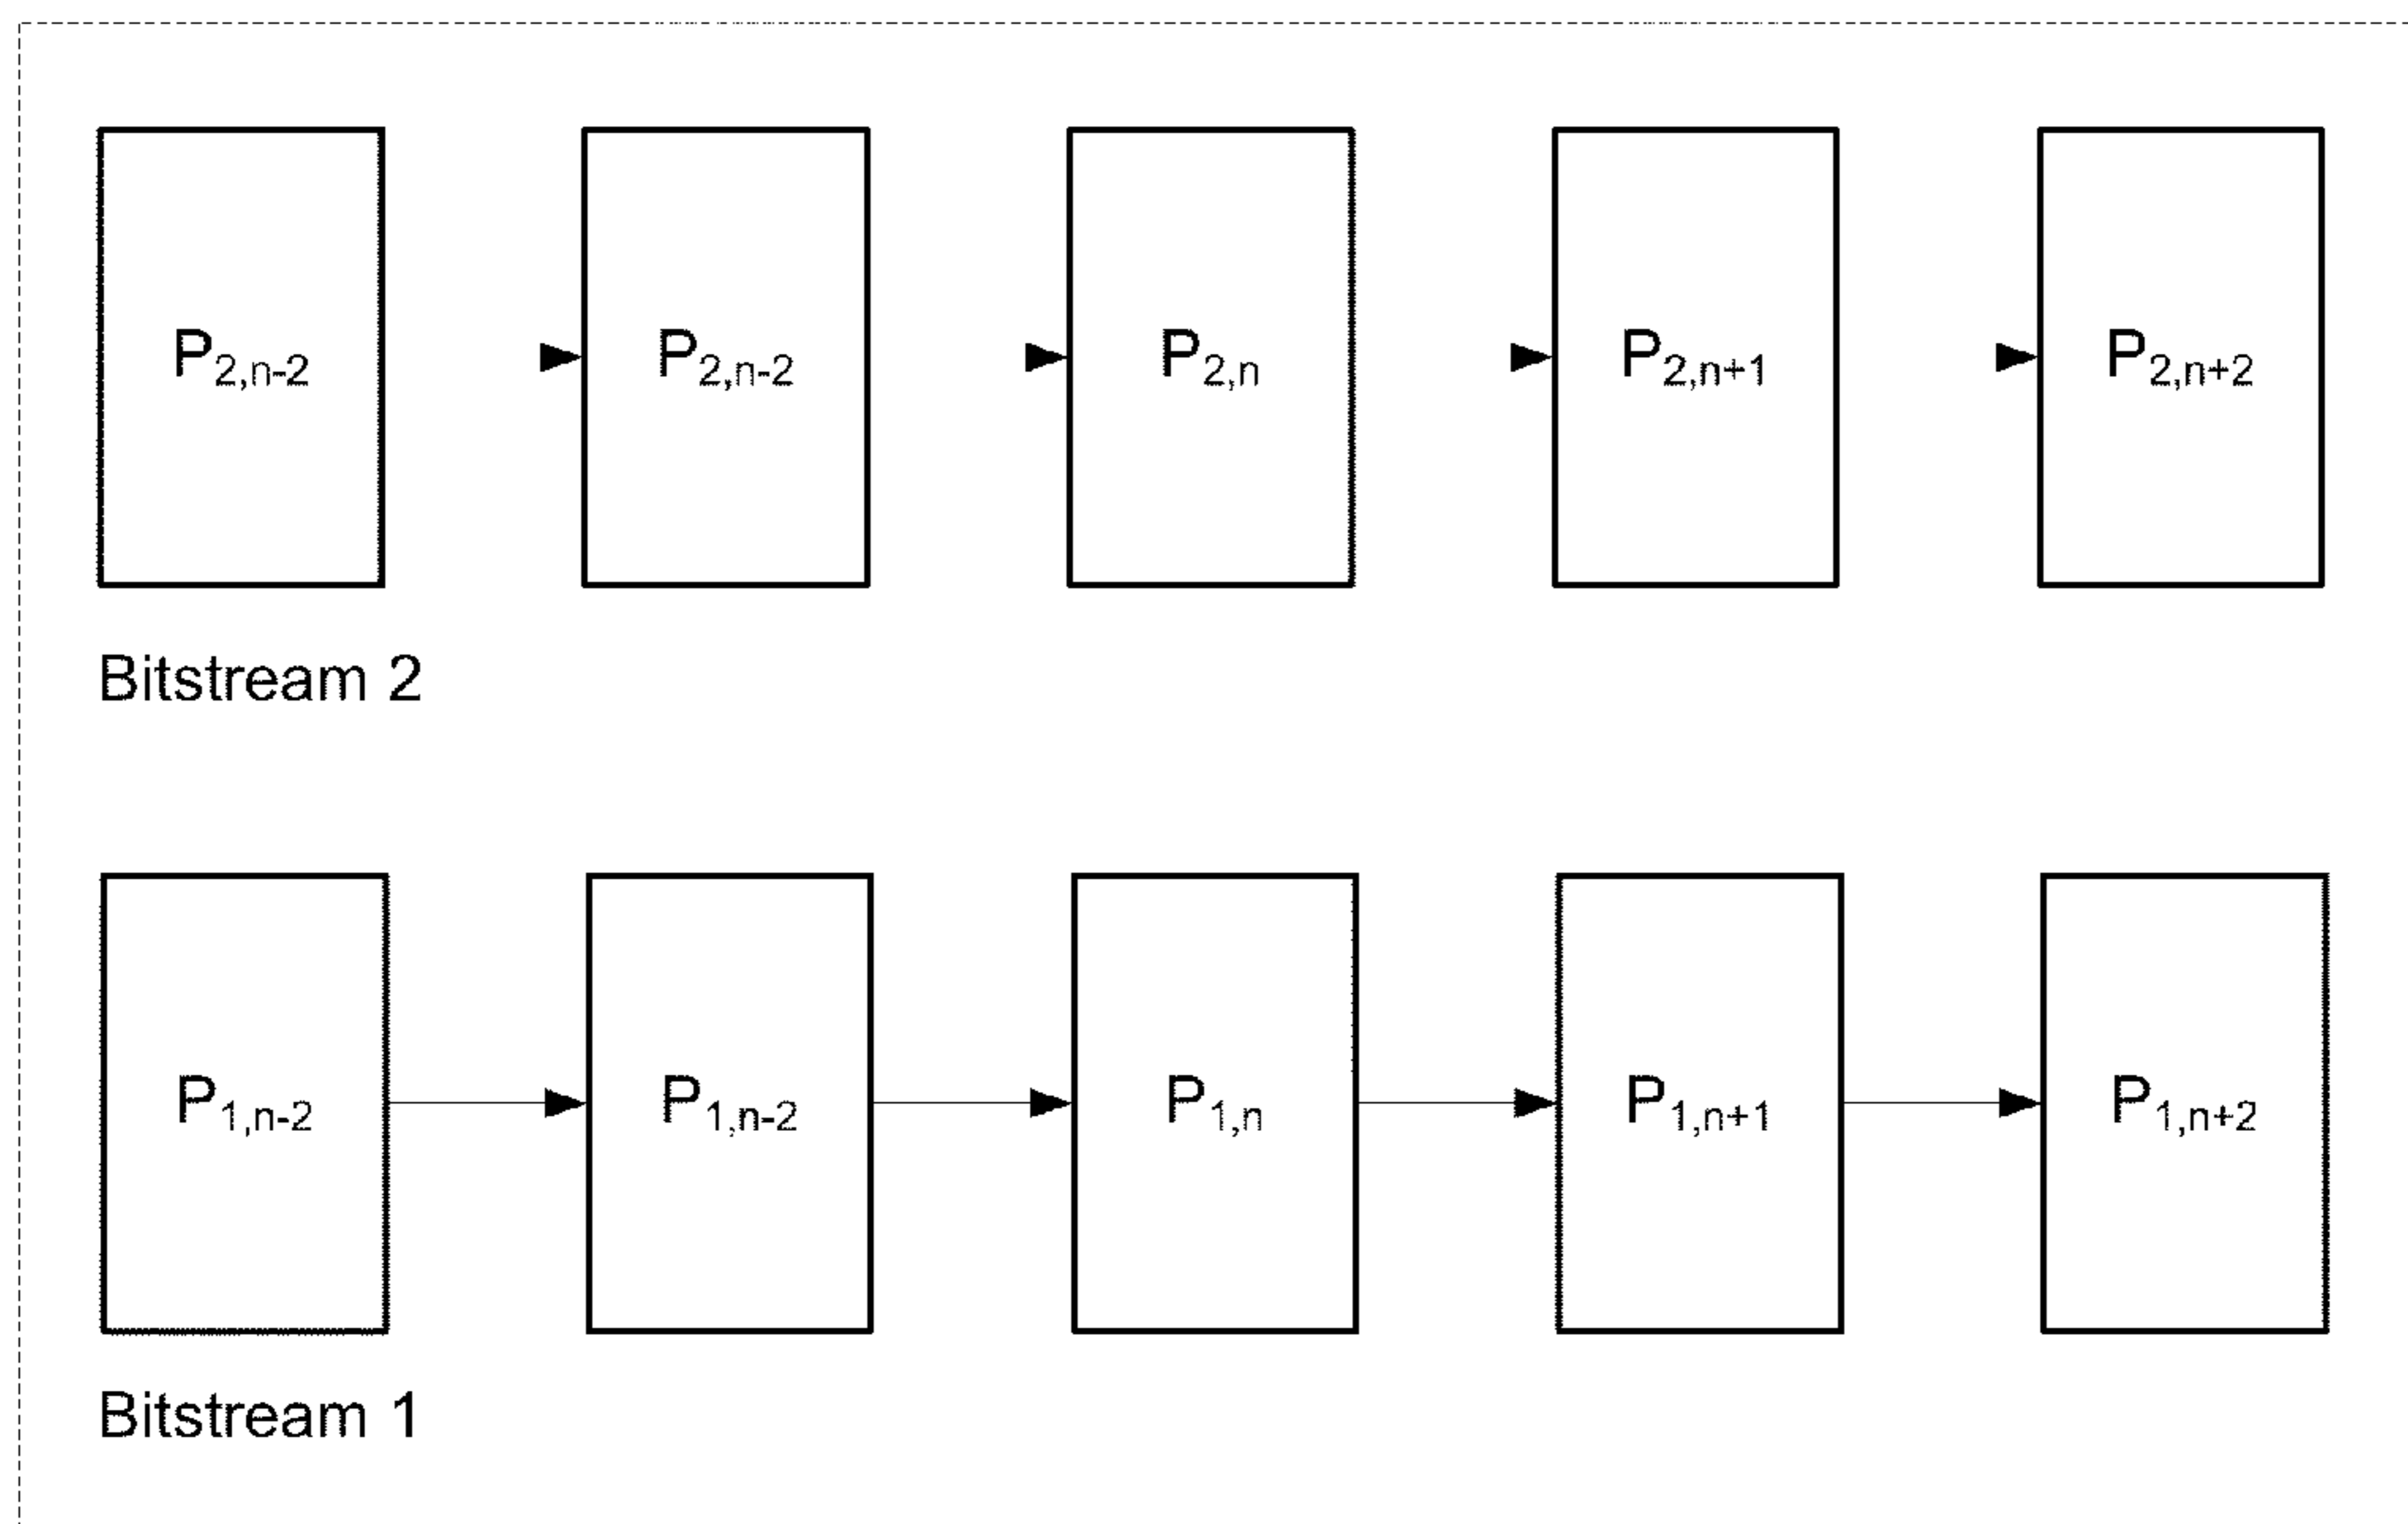 P2,n-2 P2,n-2 P2,n P2,n+1 P2,n+2
Bitstream 2
P1,n-2 P1,n-2 P1,n P1,n+1 P1,n+2
Bitstream 1